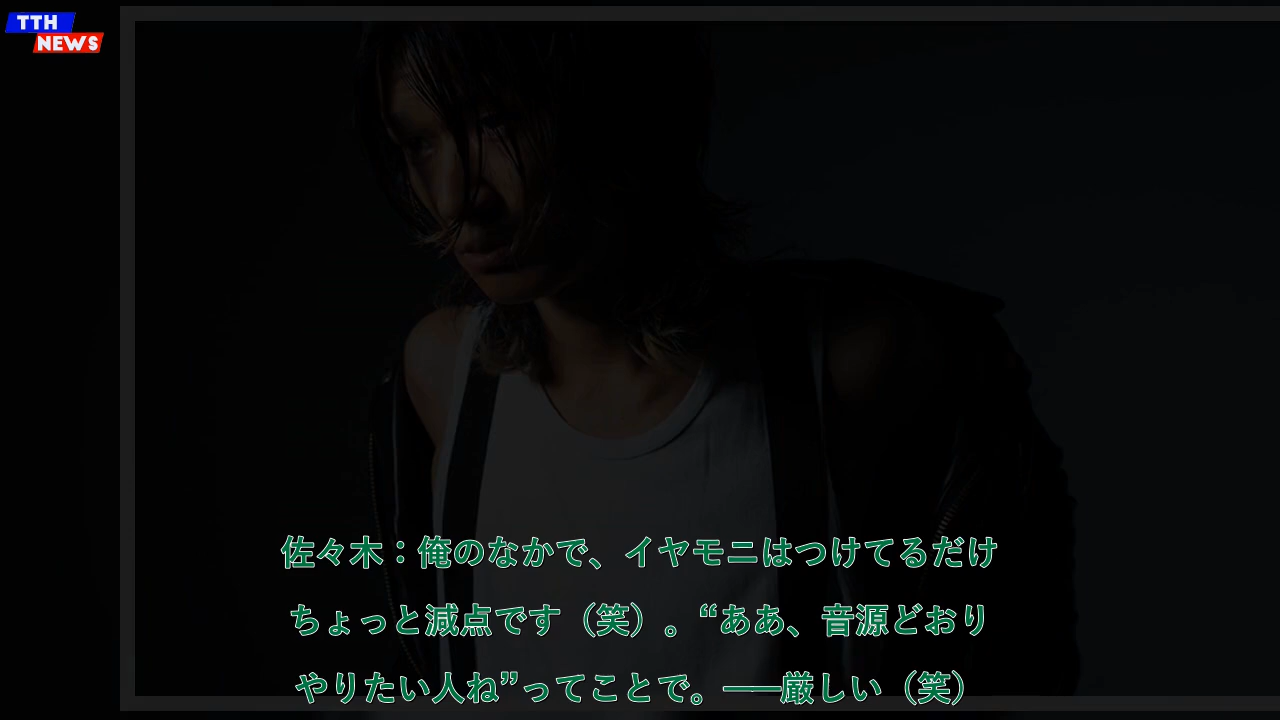 TTH
NEWS
佐々木：俺のなかで、イヤモニはつけてるだけ
ちょっと減点です（笑）。“ああ、音源どおり
やりたい人ね”ってことで。――厳しい（笑）